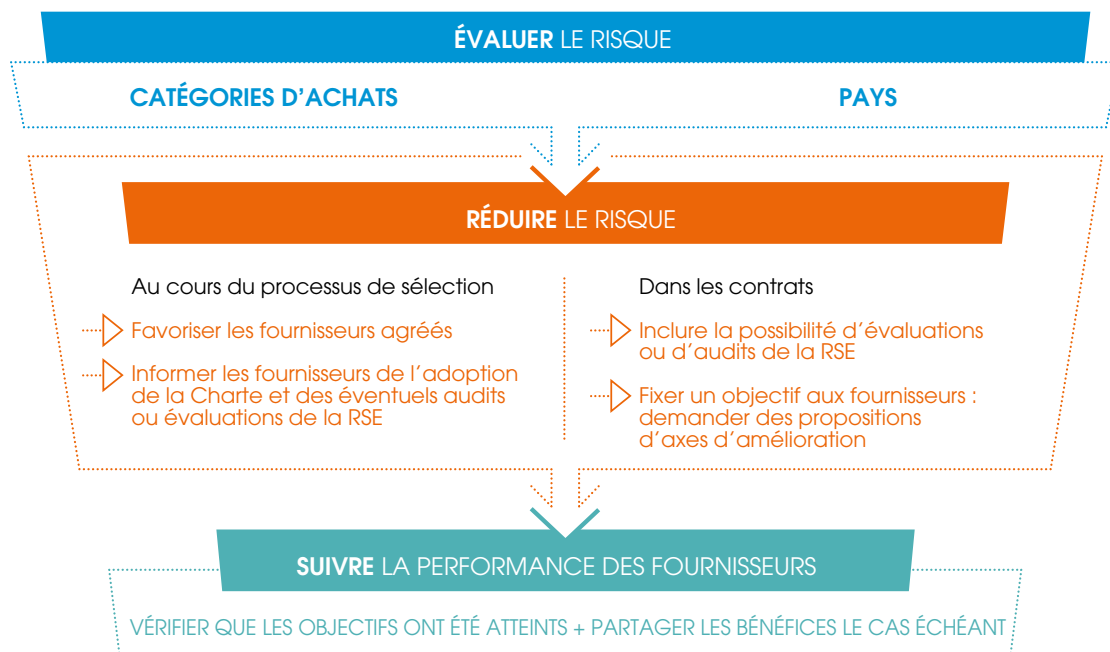 ÉVALUER LE RISQUE
CATÉGORIES D'ACHATS
PAYS
RÉDUIRE LE RISQUE
Au cours du processus de sélection
Favoriser les fournisseurs agréés
Informer les fournisseurs de l'adoption
de la Charte et des éventuels audits
ou évaluations de la RSE
Dans les contrats
Inclure la possibilité d'évaluations
ou d'audits de la RSE
Fixer un objectif aux fournisseurs :
demander des propositions
d'axes d'amélioration
SUIVRE LA PERFORMANCE DES FOURNISSEURS
VÉRIFIER QUE LES OBJECTIFS ONT ÉTÉ ATTEINTS + PARTAGER LES BÉNÉFICES LE CAS ÉCHÉANT